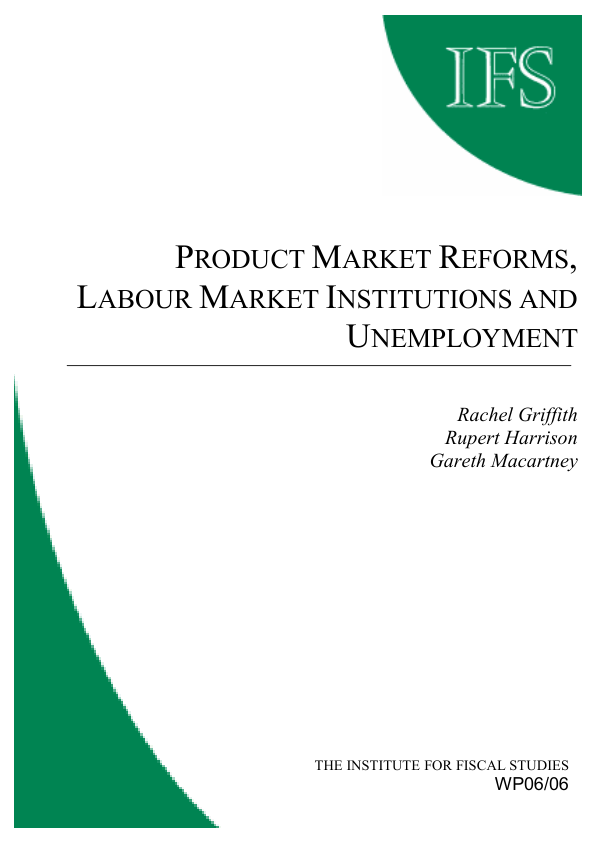 IFS
PRODUCT MARKET REFORMS,
LABOUR MARKET INSTITUTIONS AND
UNEMPLOYMENT
Rachel Griffith
Rupert Harrison
Gareth Macartney
THE INSTITUTE FOR FISCAL STUDIES
WP06/06